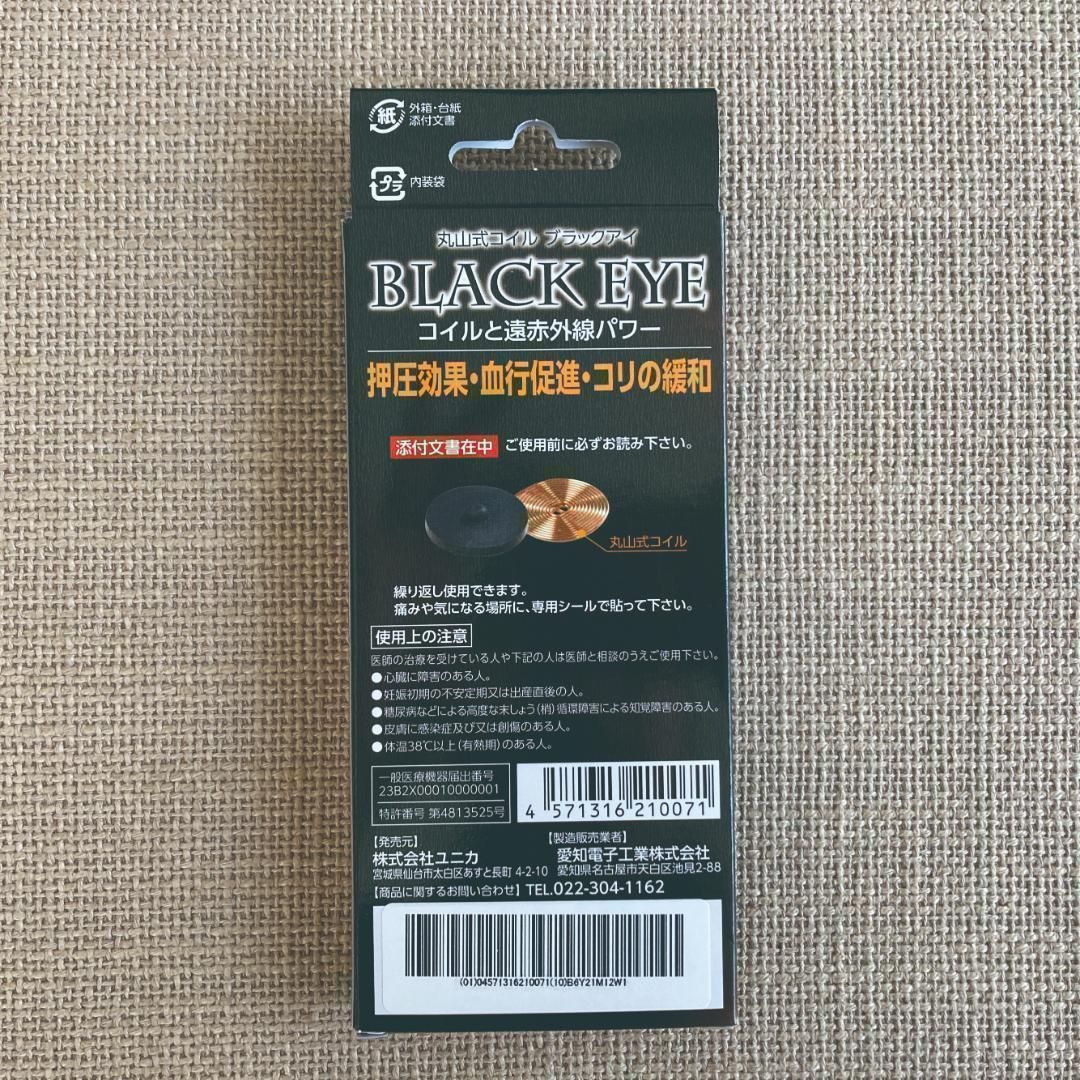 紙 外箱・台紙
添付文書
プラ 内装袋
丸山式コイル ブラックアイ
BLACK EYE
コイルと遠赤外線パワー
押圧効果・血行促進・コリの緩和
添付文書在中 ご使用前に必ずお読み下さい。
丸山式コイル
繰り返し使用できます。
痛みや気になる場所に、専用シールで貼って下さい。
使用上の注意
医師の治療を受けている人や下記の人は医師と相談のうえご使用下さい。
●心臓に障害のある人。
●妊娠初期の不安定期又は出産直後の人。
●糖尿病などによる高度な末しょう(梢)循環障害による知覚障害のある人。
●皮膚に感染症及び又は創傷のある人。
●体温38℃以上(有熱期)のある人。
一般医療機器届出番号
23B2X00010000001
特許番号 第4813525号
4 571316 210071
【発売元】
株式会社ユニカ
宮城県仙台市太白区あすと長町 4-2-10
【製造販売業者】
愛知電子工業株式会社
愛知県名古屋市天白区池見2-88
【商品に関するお問い合わせ】TEL.022-304-1162
(01)04571316210071(10)B6Y21M12W1